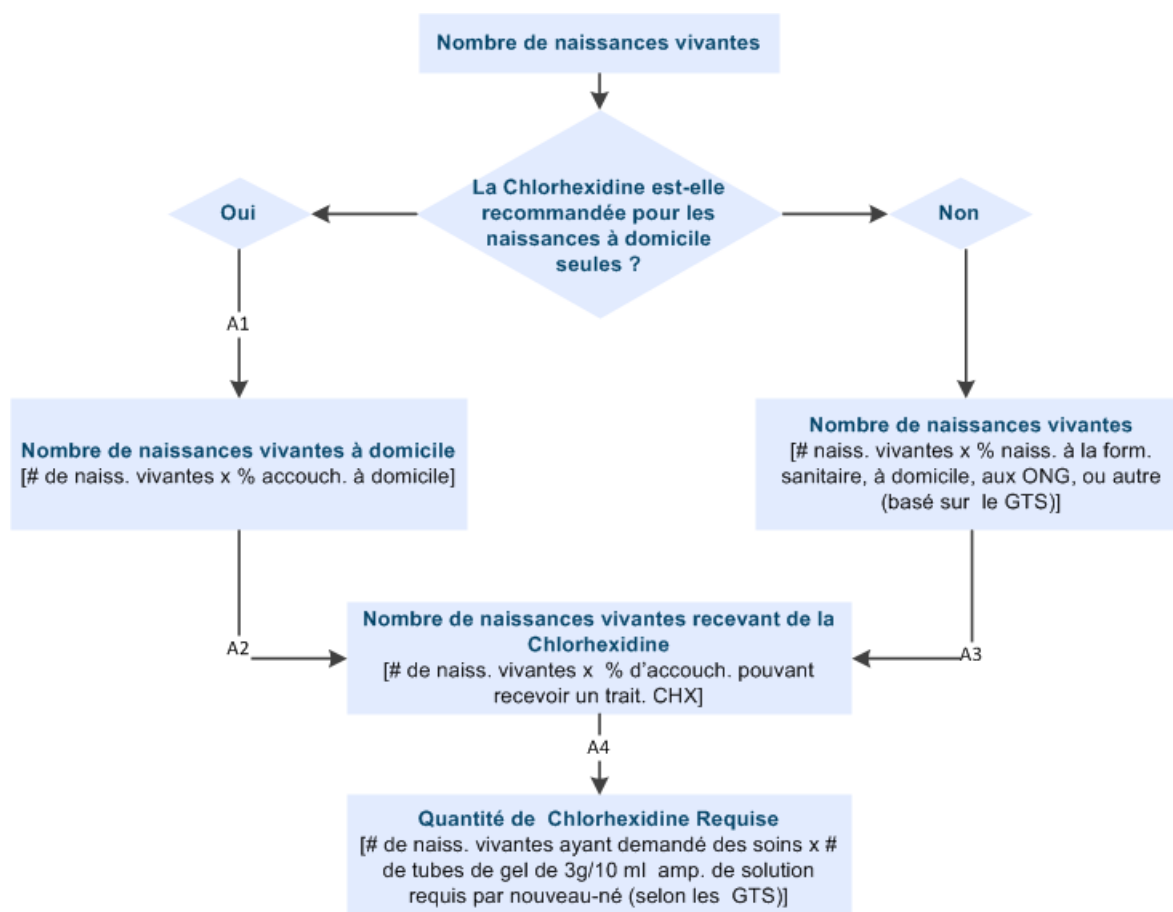 Nombre de naissances vivantes
La Chlorhexidine est-elle
recommandée pour les
naissances à domicile
seules ?
Oui
Non
A1
Nombre de naissances vivantes à domicile
[# de naiss. vivantes x % accouch. à domicile]
Nombre de naissances vivantes
[# naiss. vivantes x % naiss. à la form.
sanitaire, à domicile, aux ONG, ou autre
(basé sur le GTS)]
A2
A3
Nombre de naissances vivantes recevant de la
Chlorhexidine
[# de naiss. vivantes x % d'accouch. pouvant
recevoir un trait. CHX]
A4
Quantité de Chlorhexidine Requise
[# de naiss. vivantes ayant demandé des soins x #
de tubes de gel de 3g/10 ml amp. de solution
requis par nouveau-né (selon les GTS)]